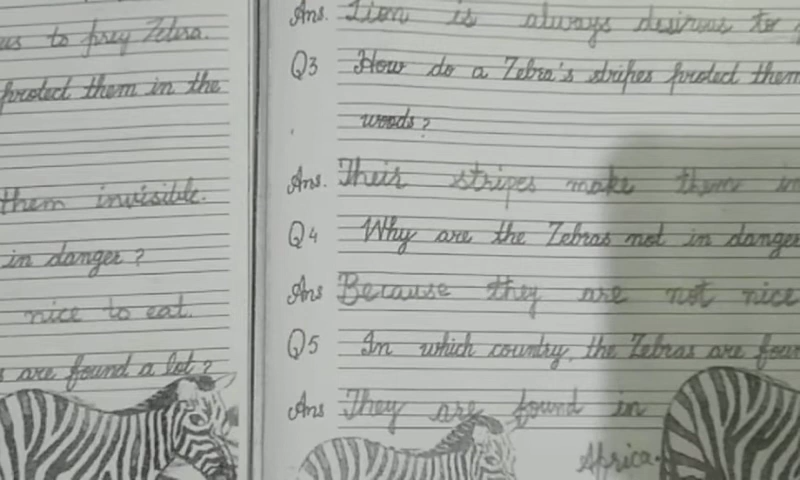 us to prey Zebra.
protect them in the
them invisible.
in danger?
nice to eat.
s are found a lot?
Ans. Lion is always desirous to
Q3 How do a Zebra's stripes protect them
woods?
Ans. Their stripes make them in
Q4 Why are the Zebras not in danger
Ans Because they are not nice
Q5 In which country, the Zebras are foun
Ans They are found in
Africa.